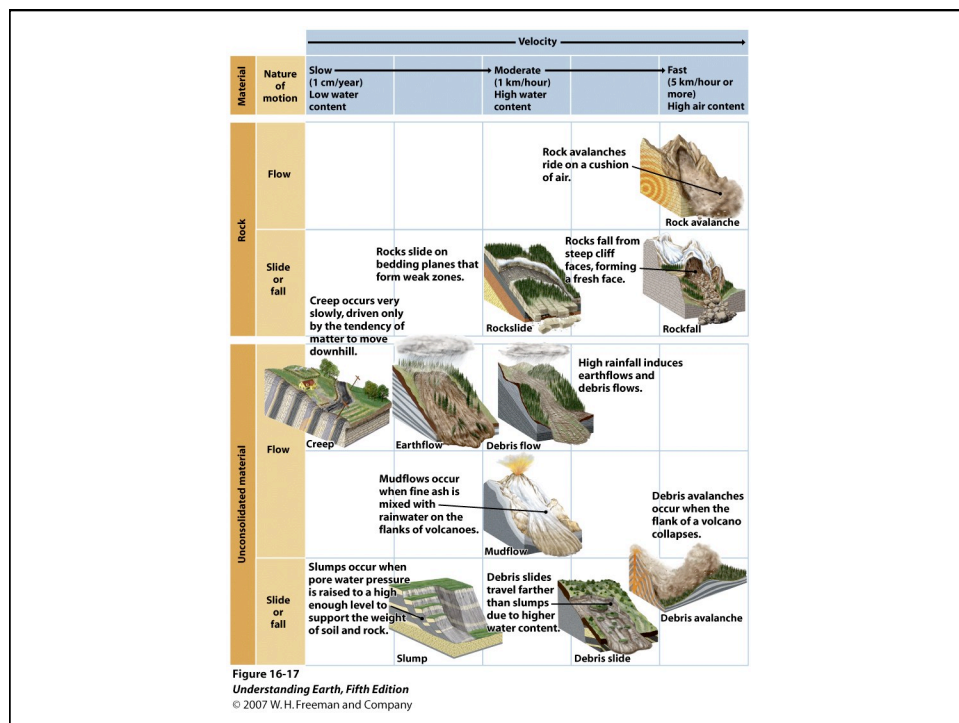 Velocity
Material
Nature
of
motion
Slow
(1 cm/year)
Low water
content
Moderate
(1 km/hour)
High water
content
Fast
(5 km/hour or
more)
High air content
Rock
Flow
Rock avalanches
ride on a cushion
of air.
Rock avalanche
Slide
or
fall
Rocks slide on
bedding planes that
form weak zones.
Rockslide
Rocks fall from
steep cliff
faces, forming
a fresh face.
Rockfall
Unconsolidated material
Flow
Creep occurs very
slowly, driven only
by the tendency of
matter to move
downhill.
Creep
Earthflow
Debris flow
High rainfall induces
earthflows and
debris flows.
Mudflows occur
when fine ash is
mixed with
rainwater on the
flanks of volcanoes.
Mudflow
Debris avalanches
occur when the
flank of a volcano
collapses.
Debris avalanche
Slide
or
fall
Slumps occur when
pore water pressure
is raised to a high
enough level to
support the weight
of soil and rock.
Slump
Debris slides
travel farther
than slumps
due to higher
water content.
Debris slide
Figure 16-17
Understanding Earth, Fifth Edition
© 2007 W. H. Freeman and Company